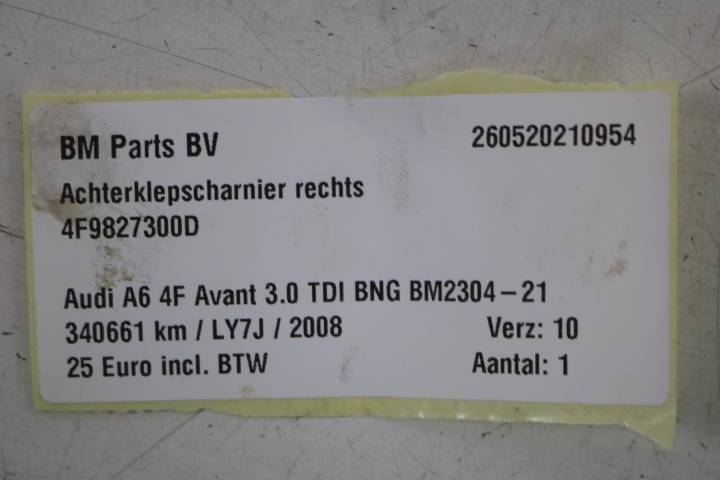 BM Parts BV 260520210954
Achterklepscharnier rechts
4F9827300D
Audi A6 4F Avant 3.0 TDI BNG BM2304-21
340661 km / LY7J / 2008 Verz: 10
25 Euro incl. BTW Aantal: 1